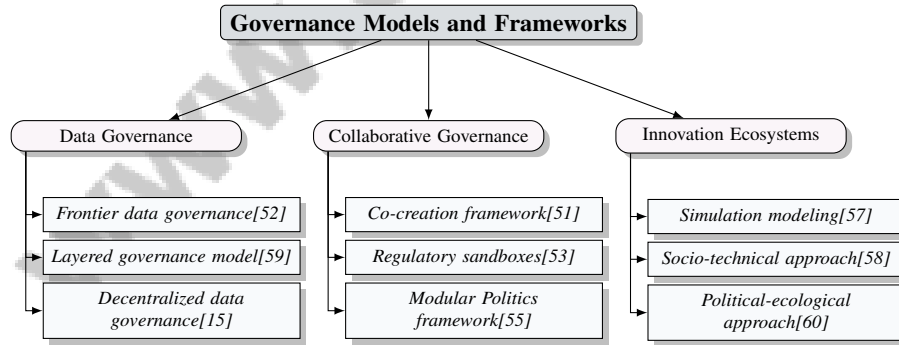 Governance Models and Frameworks
Data Governance
Collaborative Governance
Innovation Ecosystems
Frontier data governance[52]
Layered governance model[59]
Decentralized data
governance[15]
Co-creation framework[51]
Regulatory sandboxes[53]
Modular Politics
framework[55]
Simulation modeling[57]
Socio-technical approach[58]
Political-ecological
approach[60]
www